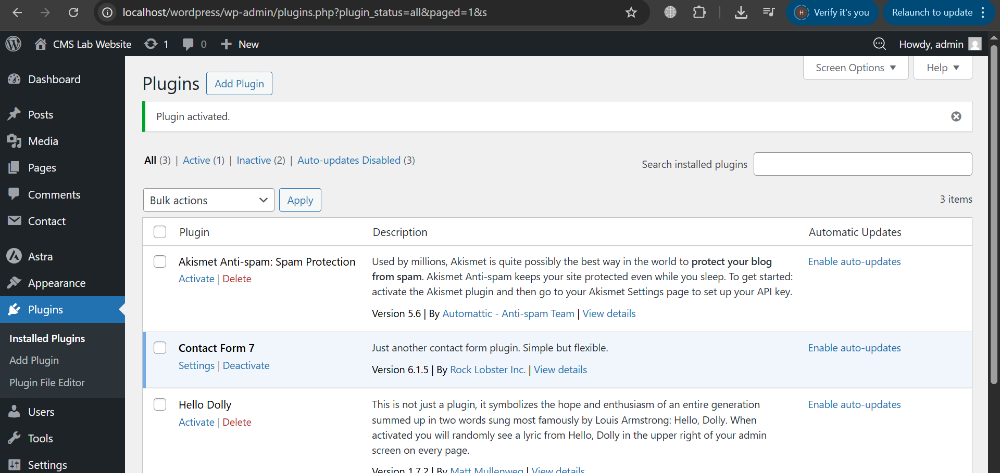 localhost/wordpress/wp-admin/plugins.php?plugin_status=all&paged=1&s
H
Verify it's you
Relaunch to update
CMS Lab Website
1
0
New
Howdy, admin
Dashboard
Posts
Media
Pages
Comments
Contact
Astra
Appearance
Plugins
Installed Plugins
Add Plugin
Plugin File Editor
Users
Tools
Settings
Screen Options
Help
Plugins
Add Plugin
Plugin activated.
All (3) | Active (1) | Inactive (2) | Auto-updates Disabled (3)
Search installed plugins
Bulk actions
Apply
3 items
Plugin
Description
Automatic Updates
Akismet Anti-spam: Spam Protection
Activate | Delete
Used by millions, Akismet is quite possibly the best way in the world to protect your blog
from spam. Akismet Anti-spam keeps your site protected even while you sleep. To get started:
activate the Akismet plugin and then go to your Akismet Settings page to set up your API key.
Version 5.6 | By Automattic - Anti-spam Team | View details
Enable auto-updates
Contact Form 7
Settings | Deactivate
Just another contact form plugin. Simple but flexible.
Version 6.1.5 | By Rock Lobster Inc. | View details
Enable auto-updates
Hello Dolly
Activate | Delete
This is not just a plugin, it symbolizes the hope and enthusiasm of an entire generation
summed up in two words sung most famously by Louis Armstrong: Hello, Dolly. When
activated you will randomly see a lyric from Hello, Dolly in the upper right of your admin
screen on every page.
Version 1.7.2 | By Matt Mullenweg | View details
Enable auto-updates